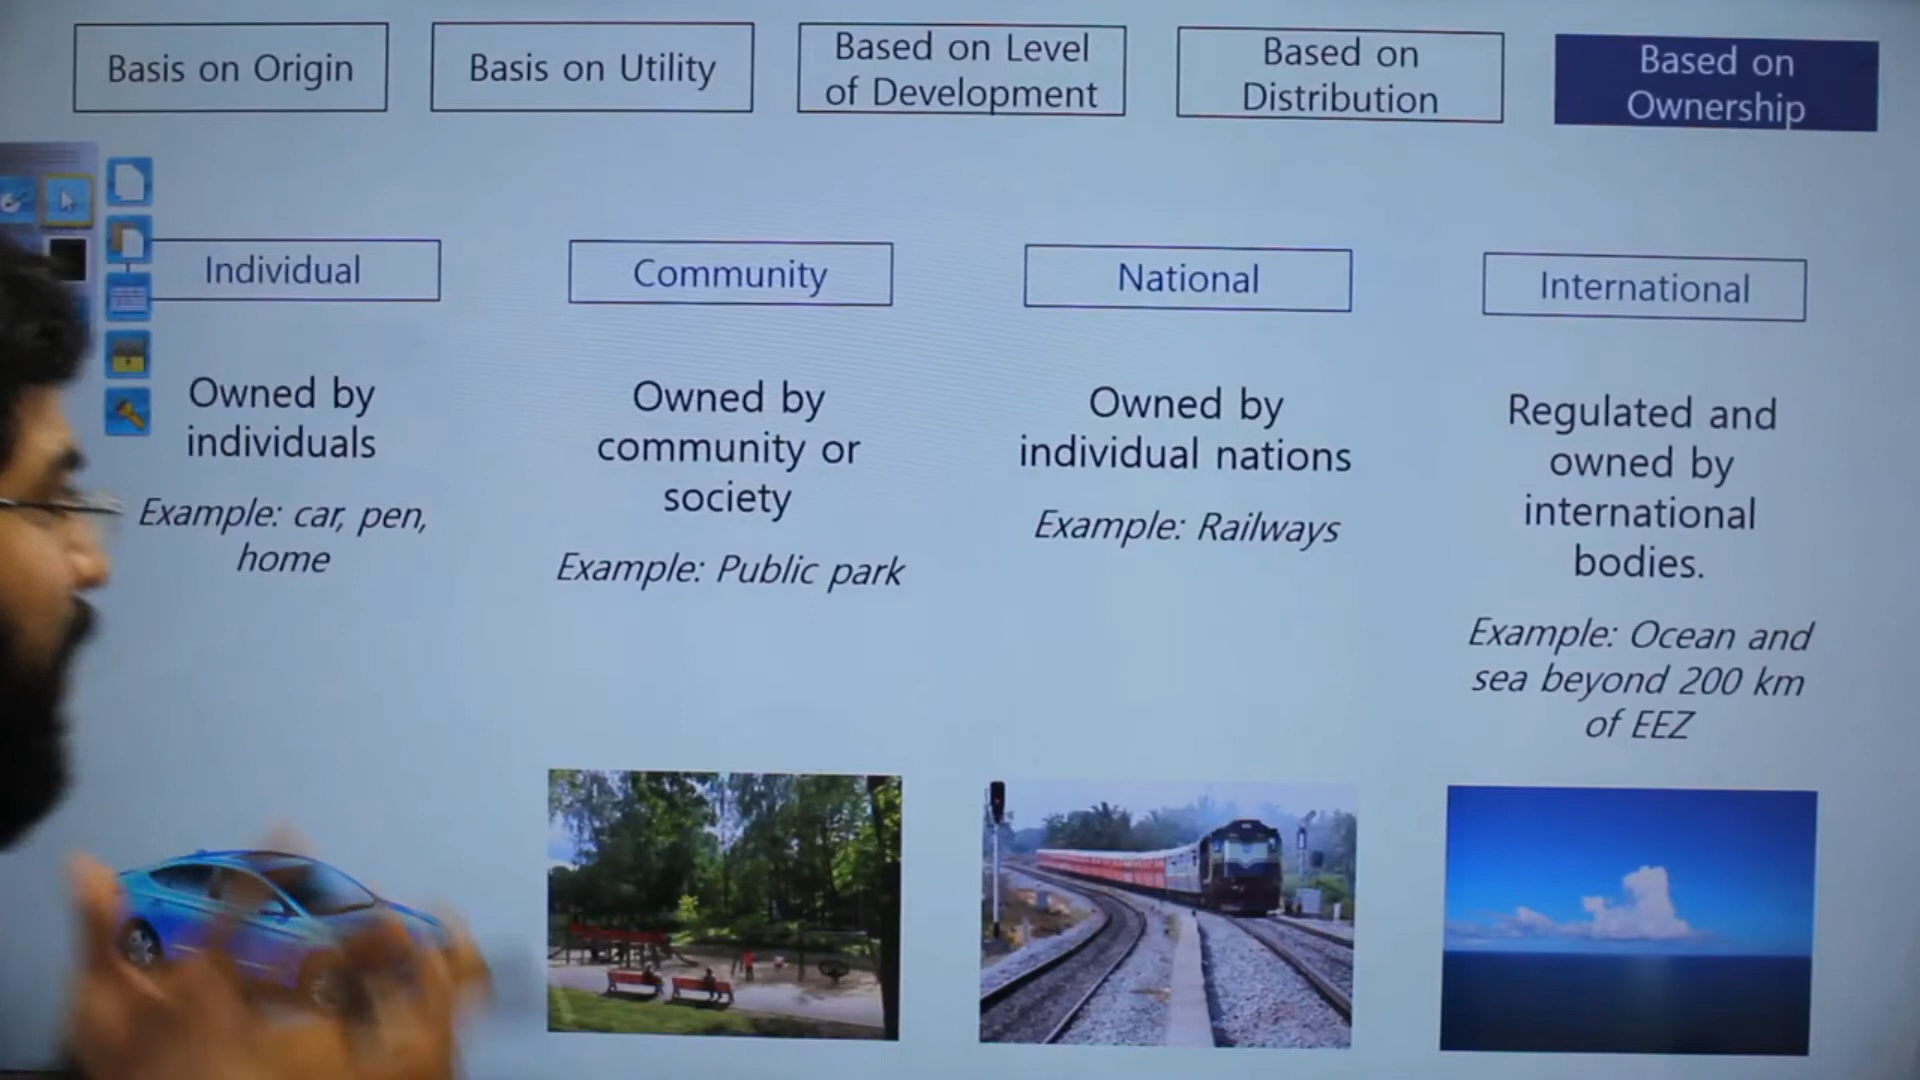 Basis on Origin
Basis on Utility
Based on Level
of Development
Based on
Distribution
Based on
Ownership
Individual
Owned by
individuals
Example: car, pen,
home
Community
Owned by
community or
society
Example: Public park
National
Owned by
individual nations
Example: Railways
International
Regulated and
owned by
international
bodies.
Example: Ocean and
sea beyond 200 km
of EEZ